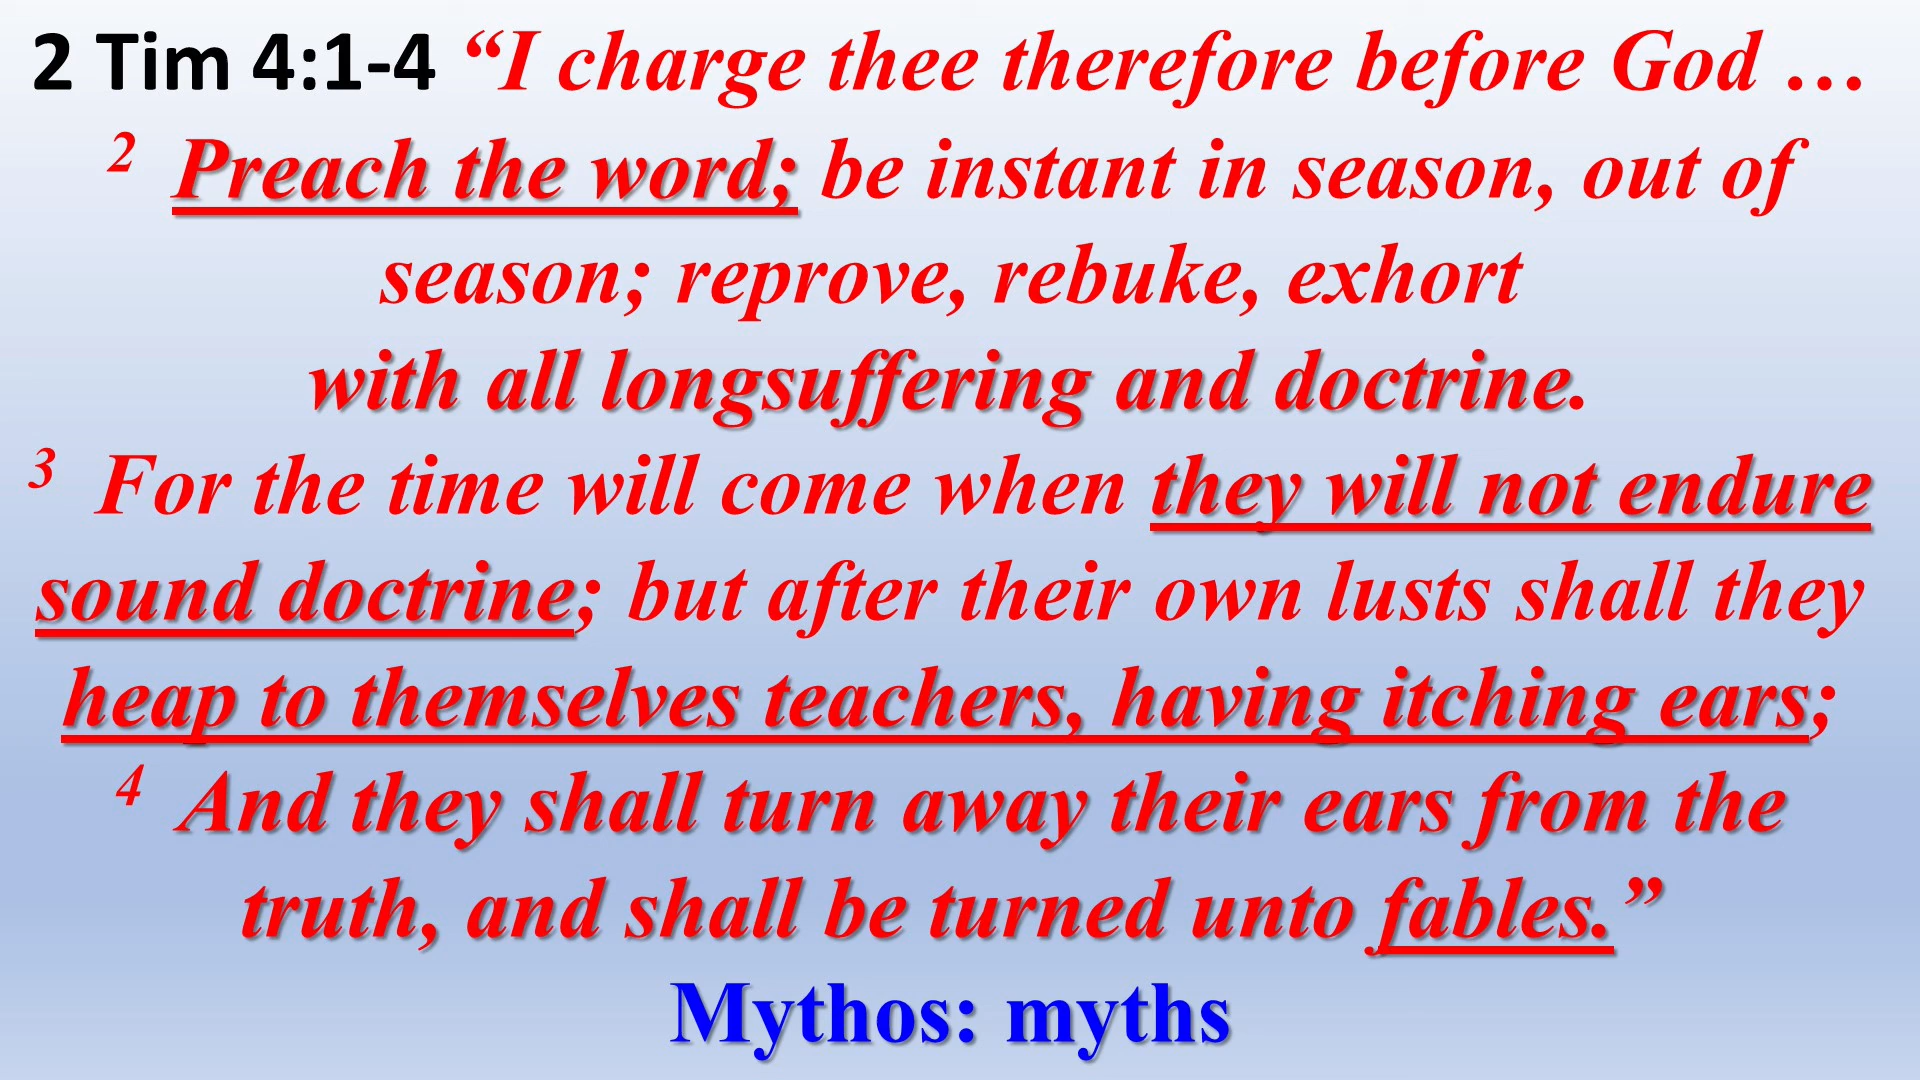 2 Tim 4:1-4 “I charge thee therefore before God …
2 Preach the word; be instant in season, out of
season; reprove, rebuke, exhort
with all longsuffering and doctrine.
3 For the time will come when they will not endure
sound doctrine; but after their own lusts shall they
heap to themselves teachers, having itching ears;
4 And they shall turn away their ears from the
truth, and shall be turned unto fables.”
Mythos: myths